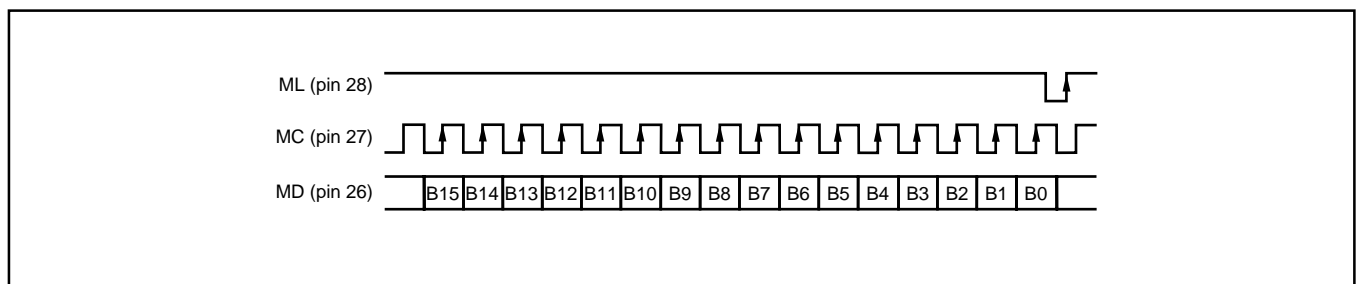 ML (pin 28)
MC (pin 27)
MD (pin 26) B15 B14 B13 B12 B11 B10 B9 B8 B7 B6 B5 B4 B3 B2 B1 B0